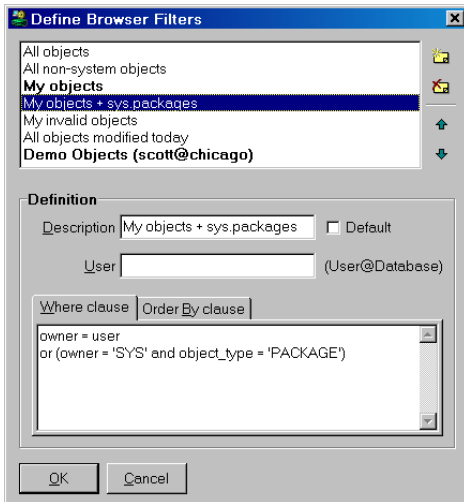 Define Browser Filters
All objects
All non-system objects
My objects
My objects + sys.packages
My invalid objects
All objects modified today
Demo Objects (scott@chicago)
Definition
Description My objects + sys.packages Default
User (User@Database)
Where clause Order By clause
owner = user
or (owner = 'SYS' and object_type = 'PACKAGE')
OK Cancel